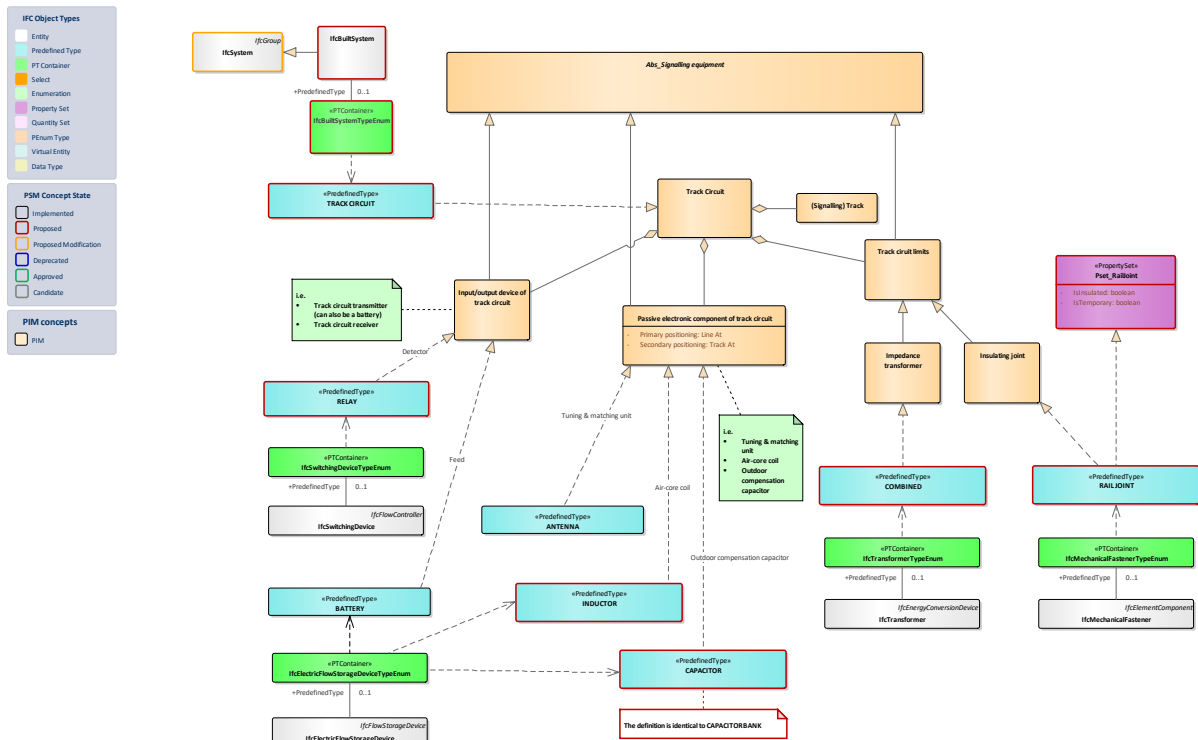 IFC Object Types
Entity
Predefined Type
PT Container
Select
Enumeration
Property Set
Quantity Set
PEnum Type
Virtual Entity
Data Type
PSM Concept State
Implemented
Proposed
Proposed Modification
Deprecated
Approved
Candidate
PIM concepts
PIM
IfcGroup
IfcSystem
IfcBuiltSystem
+PredefinedType 0..1
«PTContainer»
IfcBuiltSystemTypeEnum
«PredefinedType»
TRACKCIRCUIT
Abs_Signalling equipment
Track Circuit
(Signalling) Track
Track ciruit limits
Input/output device of
track circuit
i.e.
• Track circuit transmitter
(can also be a battery)
• Track circuit receiver
Passive electronic component of track circuit
- Primary positioning: Line At
- Secondary positioning: Track At
Impedance
transformer
Insulating joint
«PropertySet»
Pset_RailJoint
- IsUnsulated: boolean
- IsTemporary: boolean
Detector
«PredefinedType»
RELAY
«PTContainer»
IfcSwitchingDeviceTypeEnum
+PredefinedType 0..1
IfcFlowController
IfcSwitchingDevice
Feed
Tuning & matching unit
Air-core coil
Outdoor compensation capacitor
i.e.
• Tuning & matching
unit
• Air-core coil
• Outdoor
compensation
capacitor
«PredefinedType»
ANTENNA
«PredefinedType»
COMBINED
«PTContainer»
IfcTransformerTypeEnum
+PredefinedType 0..1
IfcEnergyConversionDevice
IfcTransformer
«PredefinedType»
RAILJOINT
«PTContainer»
IfcMechanicalFastenerTypeEnum
+PredefinedType 0..1
IfcElementComponent
IfcMechanicalFastener
«PredefinedType»
BATTERY
«PredefinedType»
INDUCTOR
«PTContainer»
IfcElectricFlowStorageDeviceTypeEnum
+PredefinedType 0..1
IfcFlowStorageDevice
IfcElectricFlowStorageDevice
«PredefinedType»
CAPACITOR
The definition is identical to CAPACITORBANK